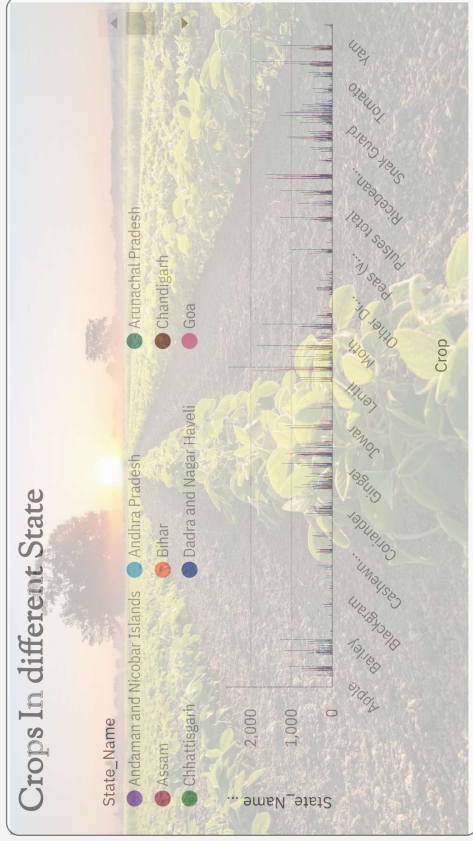 Crops In different State
State_Name
Andaman and Nicobar Islands Andhra Pradesh Arunachal Pradesh
Assam Bihar Chandigarh
Chhattisgarh Dadra and Nagar Haveli Goa
State_Name ...
2,000
1,000
0
Apple
Barley
Blackgram
Cashewn...
Coriander
Ginger
Jowar
Lentil
Moth
Other Dr...
Peas (v...
Pulses total
Ricebean...
Snak Guard
Tomato
Yam
Crop